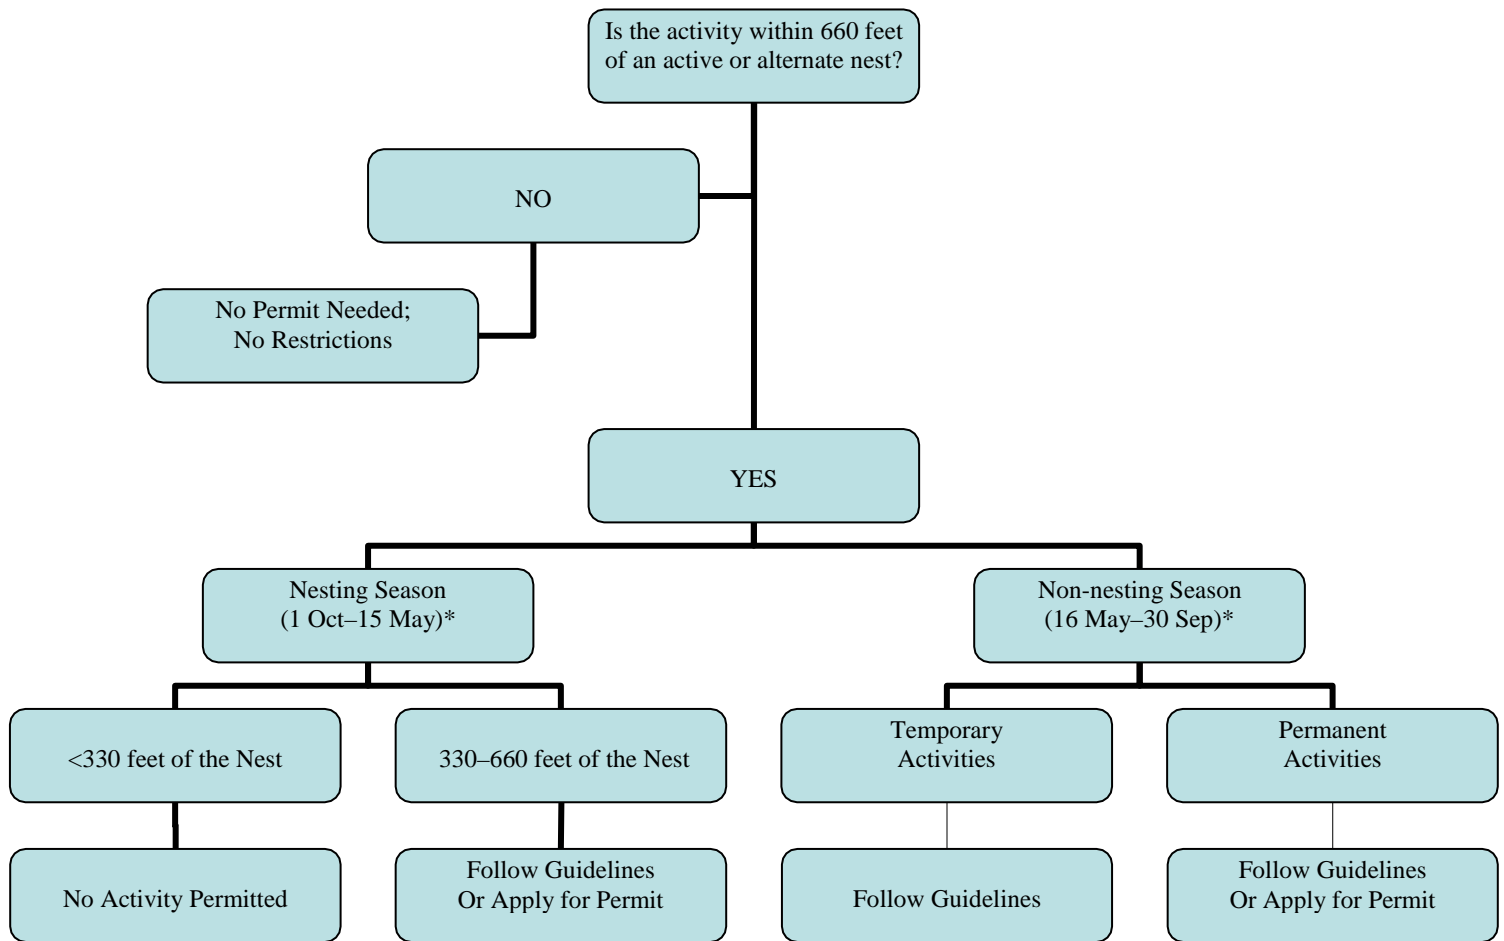 Is the activity within 660 feet
of an active or alternate nest?
NO
No Permit Needed;
No Restrictions
YES
Nesting Season
(1 Oct–15 May)*
Non-nesting Season
(16 May–30 Sep)*
<330 feet of the Nest
330–660 feet of the Nest
Temporary
Activities
Permanent
Activities
No Activity Permitted
Follow Guidelines
Or Apply for Permit
Follow Guidelines
Follow Guidelines
Or Apply for Permit